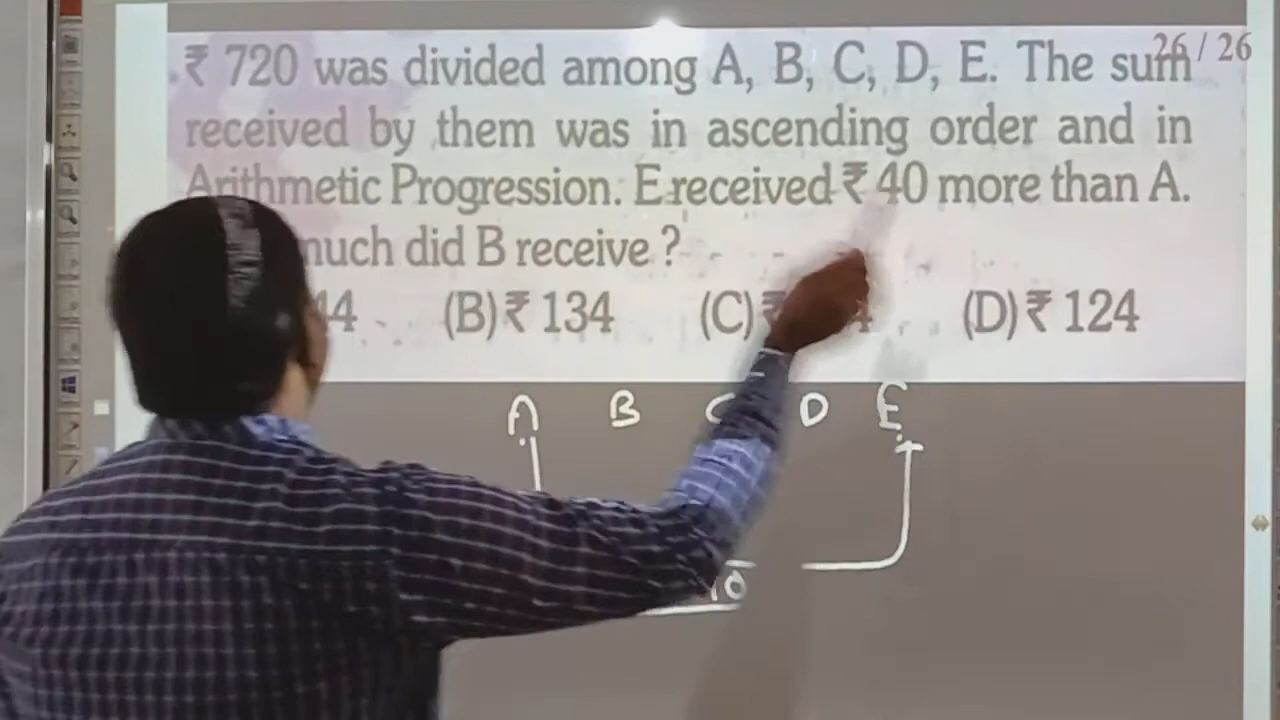 26 / 26
₹ 720 was divided among A, B, C, D, E. The sum
received by them was in ascending order and in
Arithmetic Progression. E received ₹ 40 more than A.
much did B receive ?
44 (B) ₹ 134 (C) ₹ 4 (D) ₹ 124
A B C D E